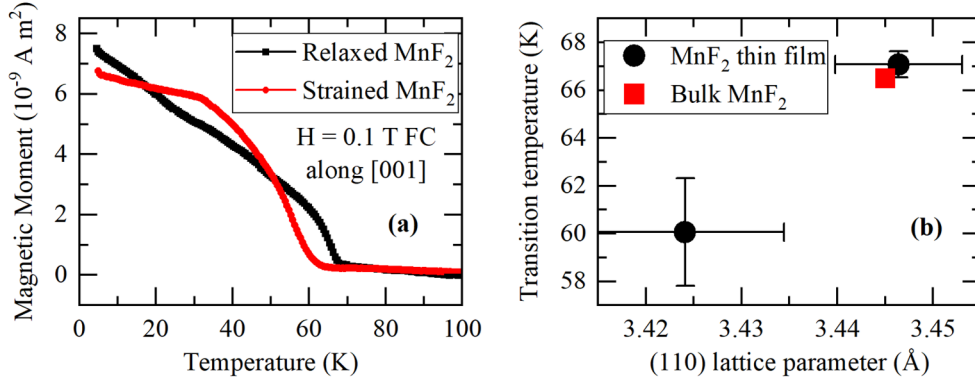 8
6
4
2
0
0
20
40
60
80
100
Magnetic Moment (10⁻⁹ A m²)
Temperature (K)
Relaxed MnF₂
Strained MnF₂
H = 0.1 T FC
along [001]
(a)
68
66
64
62
60
58
3.42
3.43
3.44
3.45
Transition temperature (K)
(110) lattice parameter (Å)
MnF₂ thin film
Bulk MnF₂
(b)